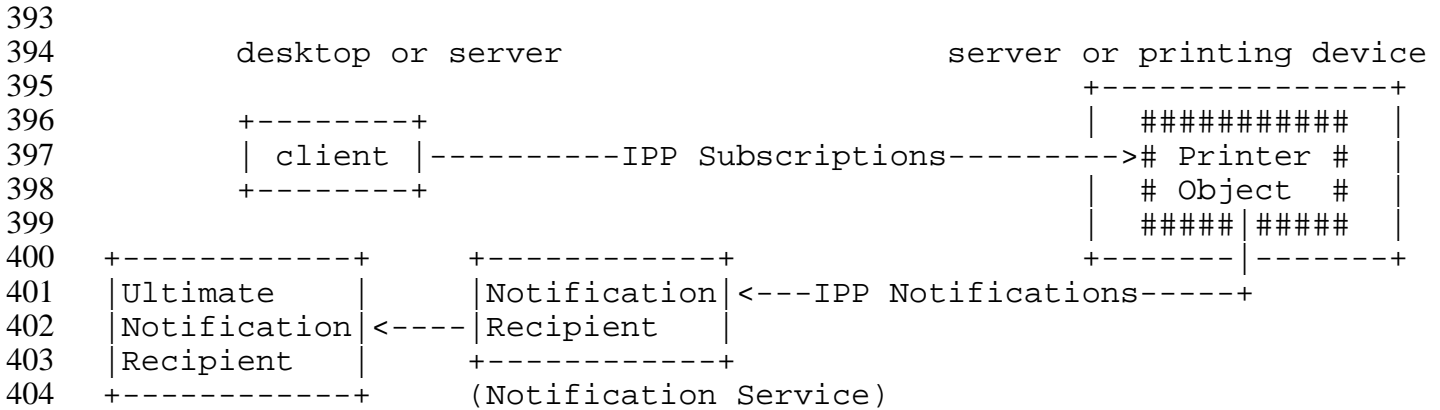 393
394 desktop or server server or printing device
395 +---------------+
396 +--------+ | ########### |
397 | client |----------IPP Subscriptions---------># Printer # |
398 +--------+ | # Object # |
399 | #####|##### |
400 +------------+ +------------+ +-------|-------+
401 |Ultimate | |Notification|<---IPP Notifications-----+
402 |Notification|<----|Recipient |
403 |Recipient | +------------+
404 +------------+ (Notification Service)